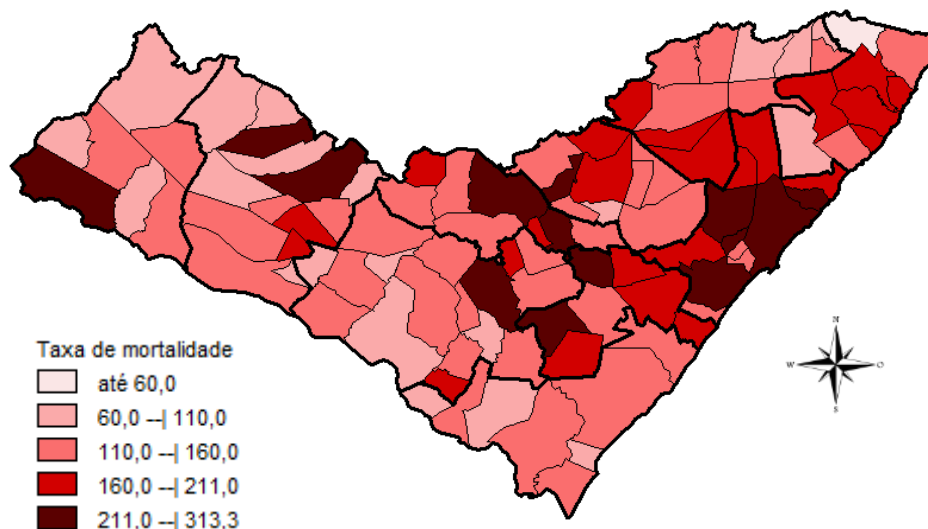 Taxa de mortalidade
até 60,0
60,0 --| 110,0
110,0 --| 160,0
160,0 --| 211,0
211,0 --| 313,3
N
W
O
S